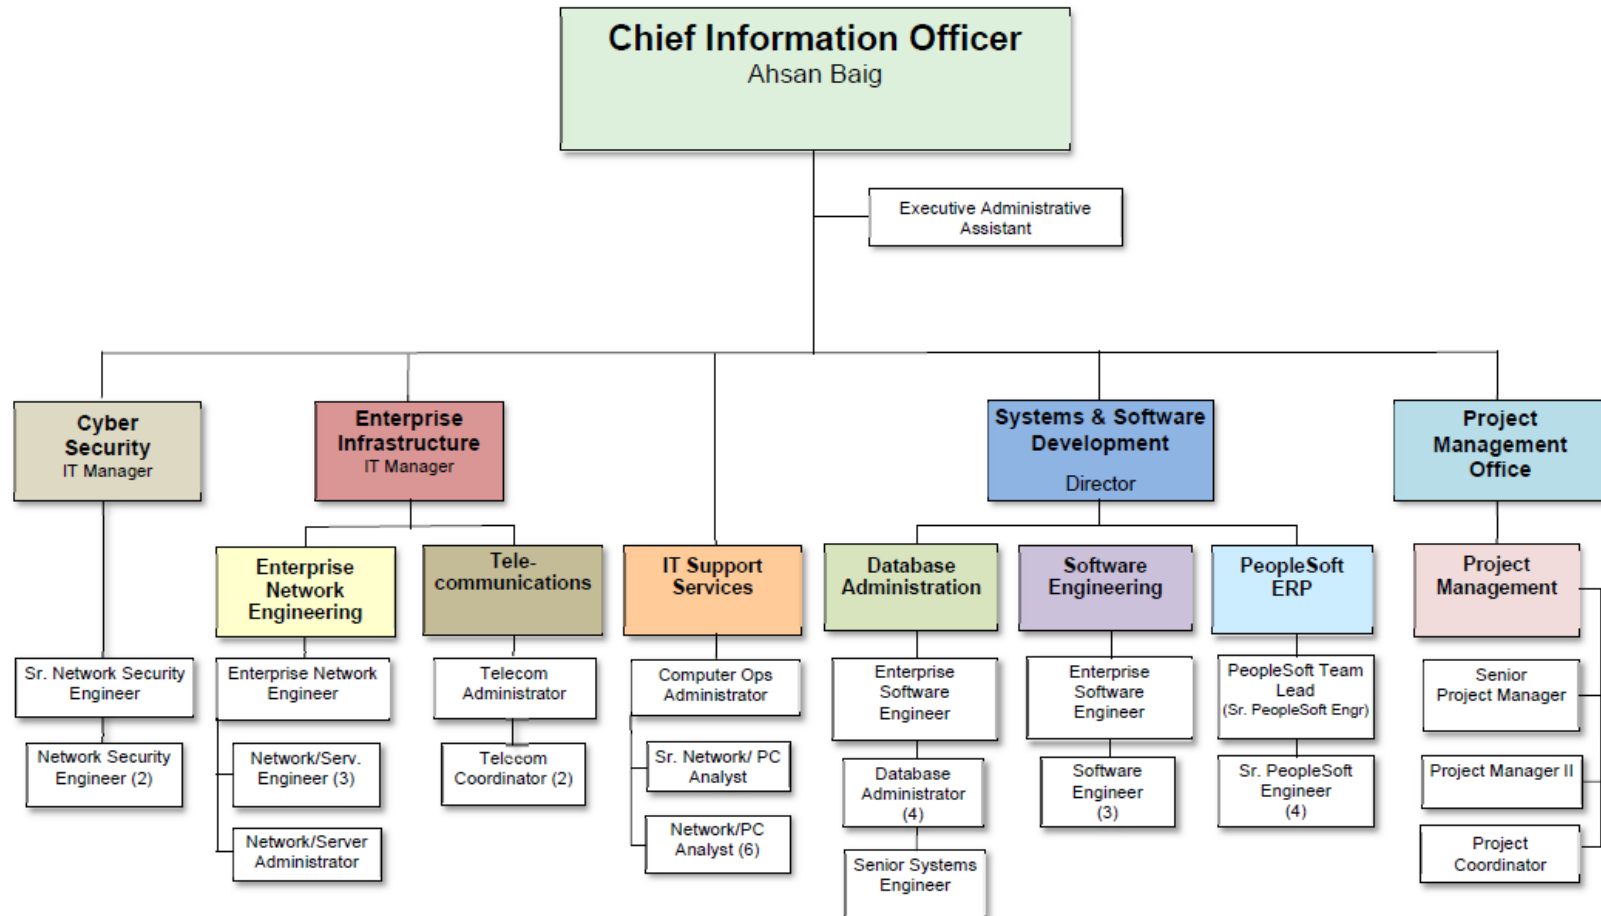 Chief Information Officer
Ahsan Baig
Executive Administrative
Assistant
Cyber
Security
IT Manager
Enterprise
Infrastructure
IT Manager
Systems & Software
Development
Director
Project
Management
Office
Enterprise
Network
Engineering
Tele-
communications
IT Support
Services
Database
Administration
Software
Engineering
PeopleSoft
ERP
Project
Management
Sr. Network Security
Engineer
Network Security
Engineer (2)
Enterprise Network
Engineer
Network/Serv.
Engineer (3)
Network/Server
Administrator
Telecom
Administrator
Telecom
Coordinator (2)
Computer Ops
Administrator
Sr. Network/ PC
Analyst
Network/PC
Analyst (6)
Enterprise
Software
Engineer
Database
Administrator
(4)
Senior Systems
Engineer
Enterprise
Software
Engineer
Software
Engineer
(3)
PeopleSoft Team
Lead
(Sr. PeopleSoft Engr)
Sr. PeopleSoft
Engineer
(4)
Senior
Project Manager
Project Manager II
Project
Coordinator